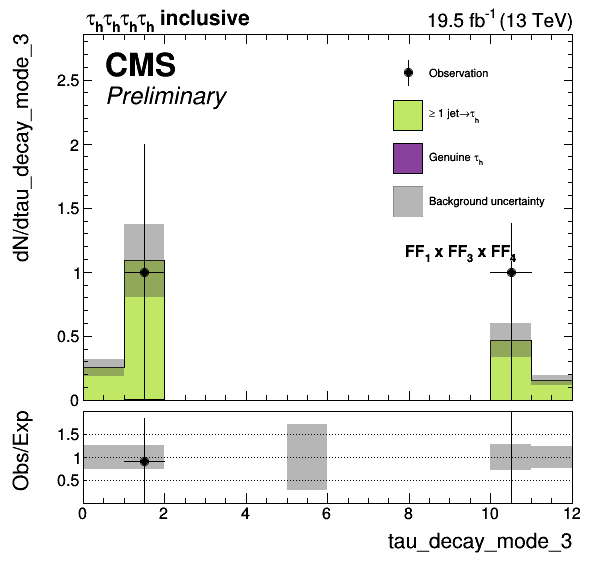 τhτhτhτh inclusive
19.5 fb-1 (13 TeV)
CMS
Preliminary
Observation
≥ 1 jet→τh
Genuine τh
Background uncertainty
FF1 x FF3 x FF4
dN/dtau_decay_mode_3
2.5
2
1.5
1
0.5
0
Obs/Exp
1.5
1
0.5
0 2 4 6 8 10 12
tau_decay_mode_3